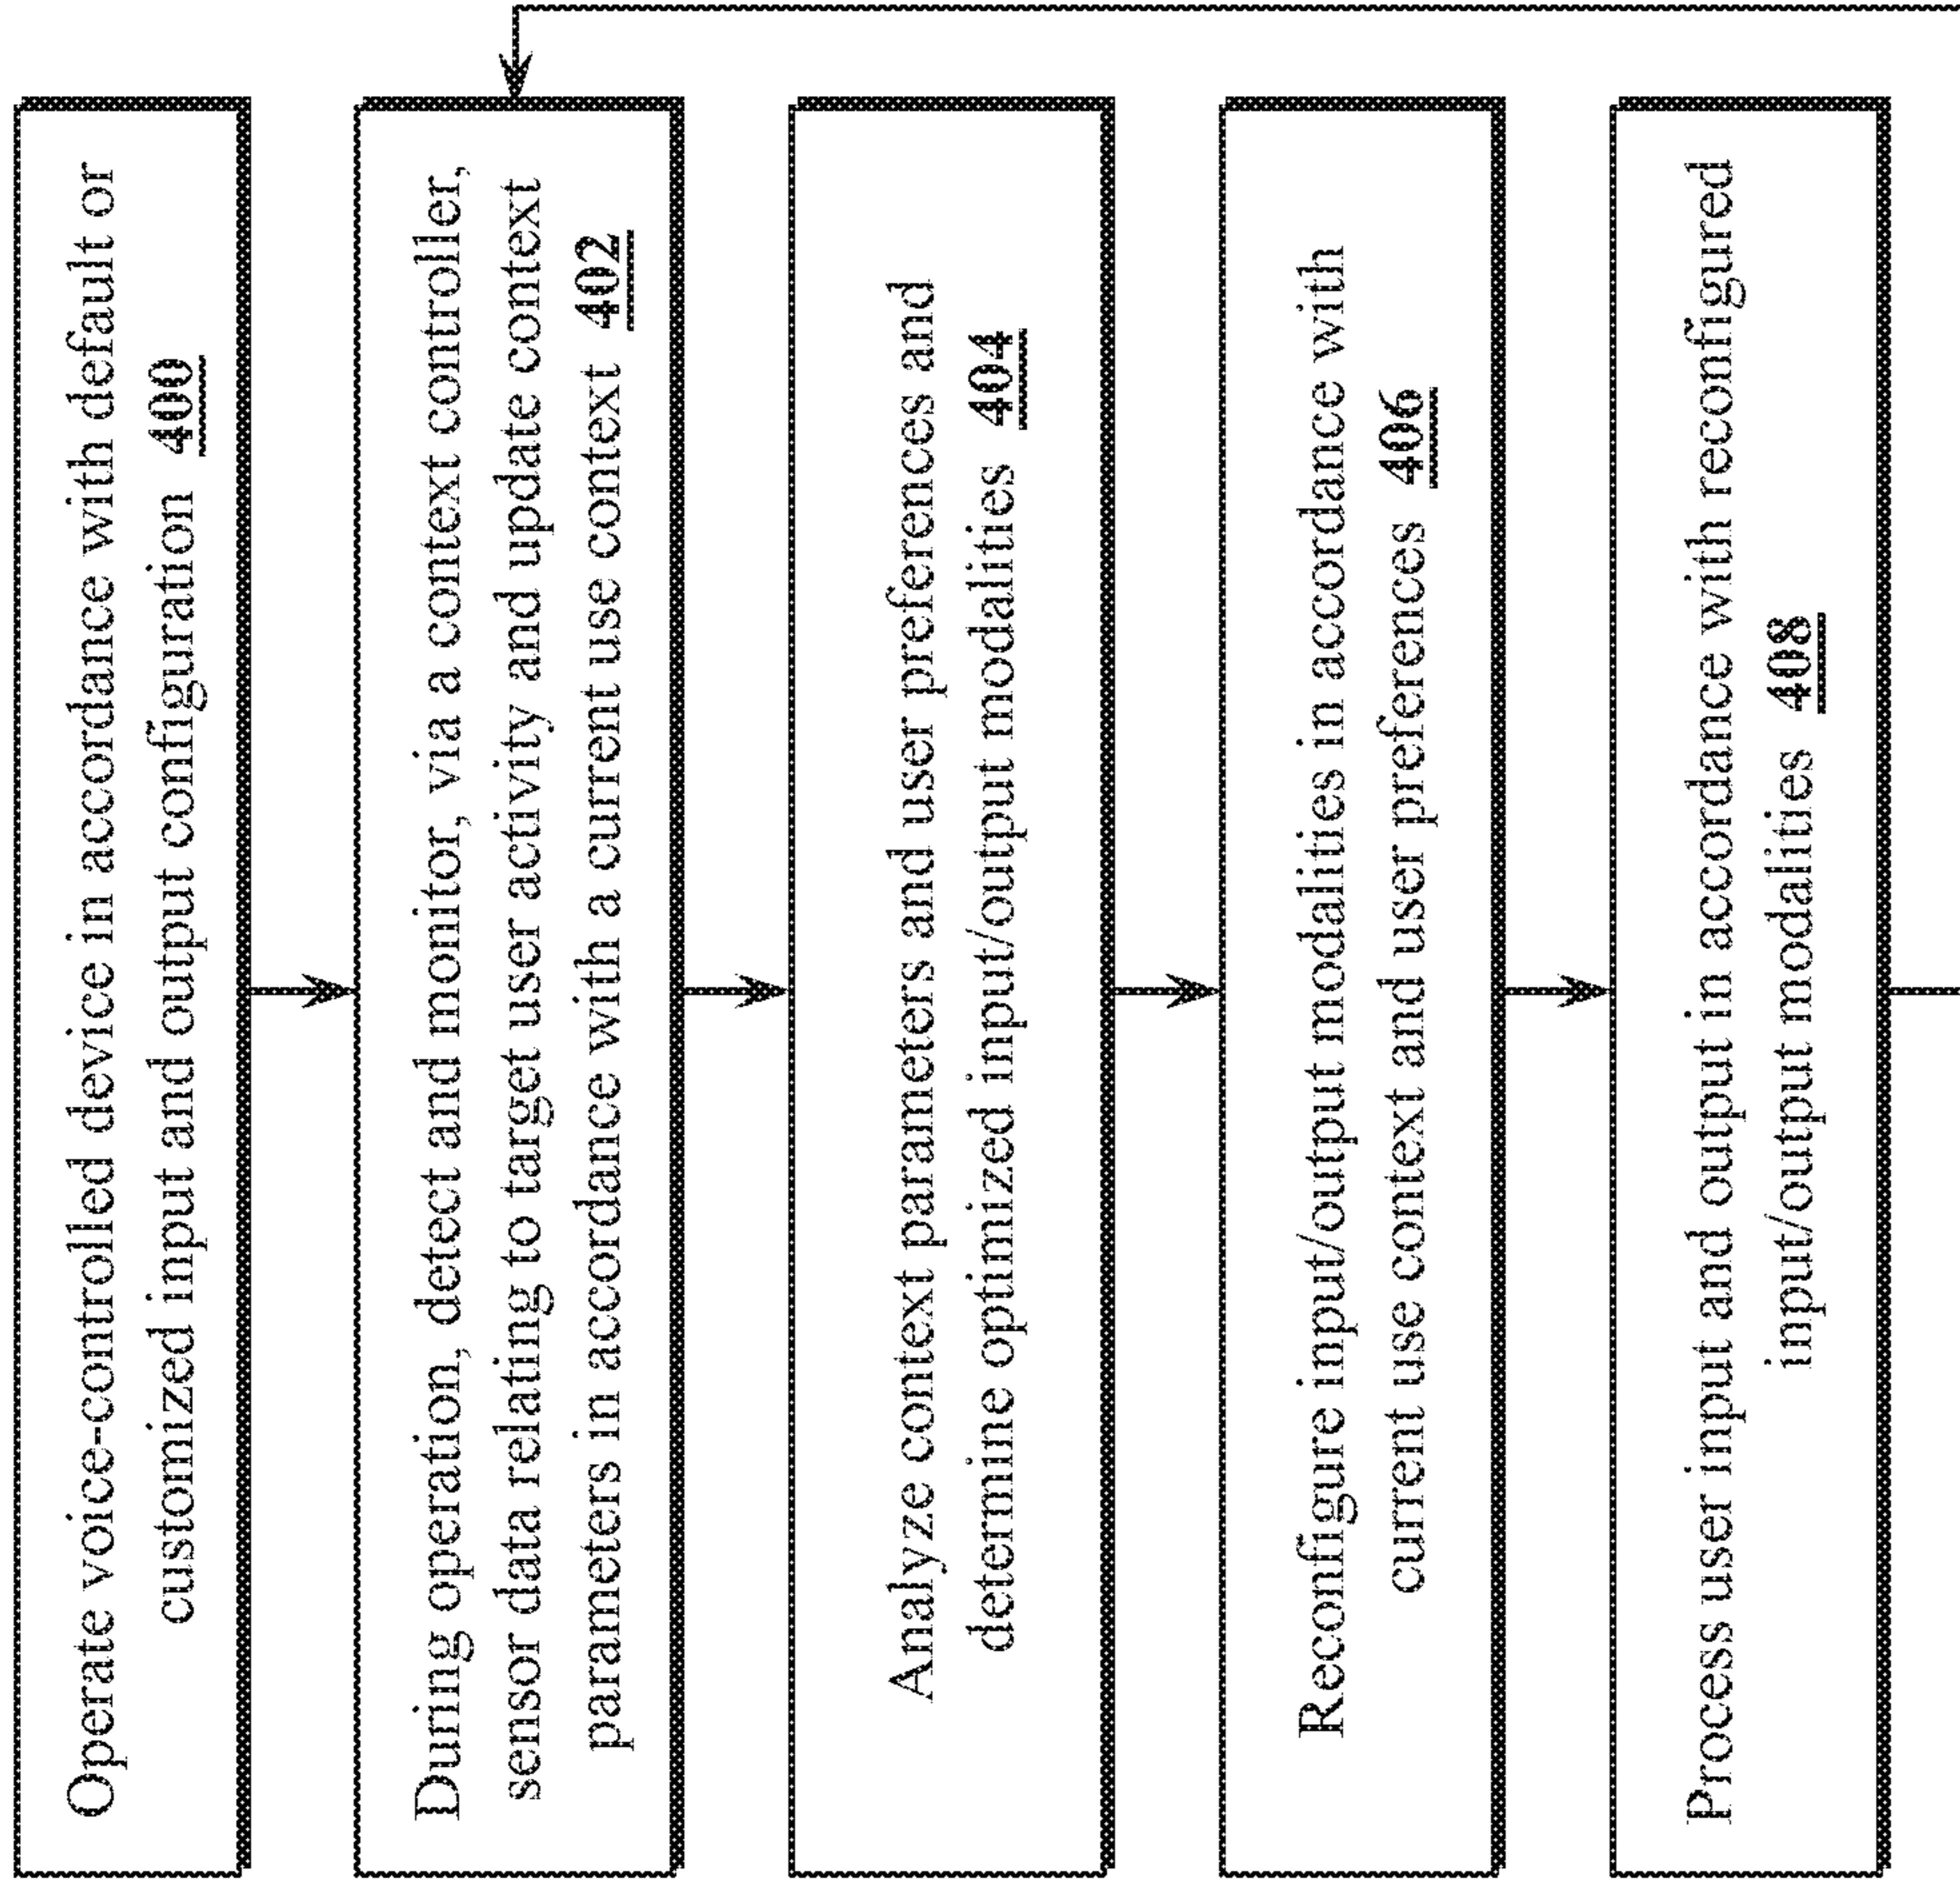 Operate voice-controlled device in accordance with default or
customized input and output configuration 400
During operation, detect and monitor, via a context controller,
sensor data relating to target user activity and update context
parameters in accordance with a current use context 402
Analyze context parameters and user preferences and
determine optimized input/output modalities 404
Reconfigure input/output modalities in accordance with
current use context and user preferences 406
Process user input and output in accordance with reconfigured
input/output modalities 408